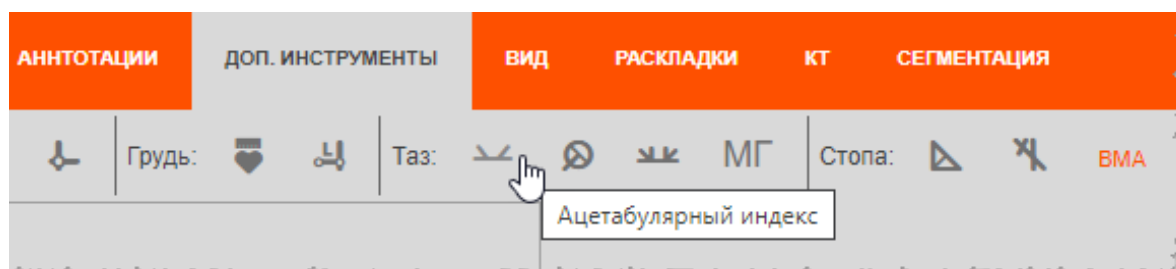 АННТОТАЦИИ ДОП. ИНСТРУМЕНТЫ ВИД РАСКЛАДКИ КТ СЕГМЕНТАЦИЯ
Грудь: Таз: МГ Стопа: ВМА
Ацетабулярный индекс